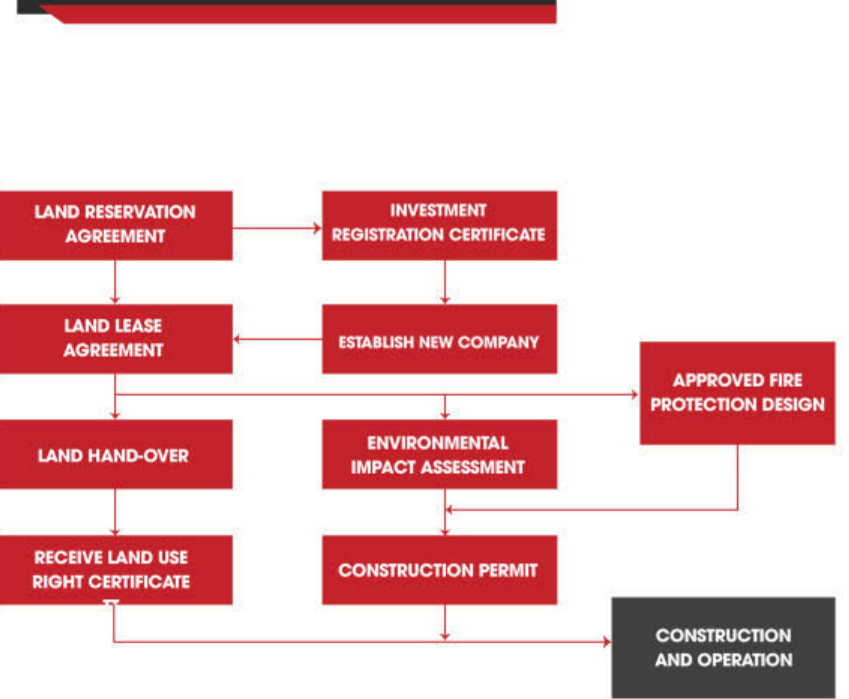 LAND RESERVATION
AGREEMENT
INVESTMENT
REGISTRATION CERTIFICATE
LAND LEASE
AGREEMENT
ESTABLISH NEW COMPANY
APPROVED FIRE
PROTECTION DESIGN
LAND HAND-OVER
ENVIRONMENTAL
IMPACT ASSESSMENT
RECEIVE LAND USE
RIGHT CERTIFICATE
CONSTRUCTION PERMIT
CONSTRUCTION
AND OPERATION